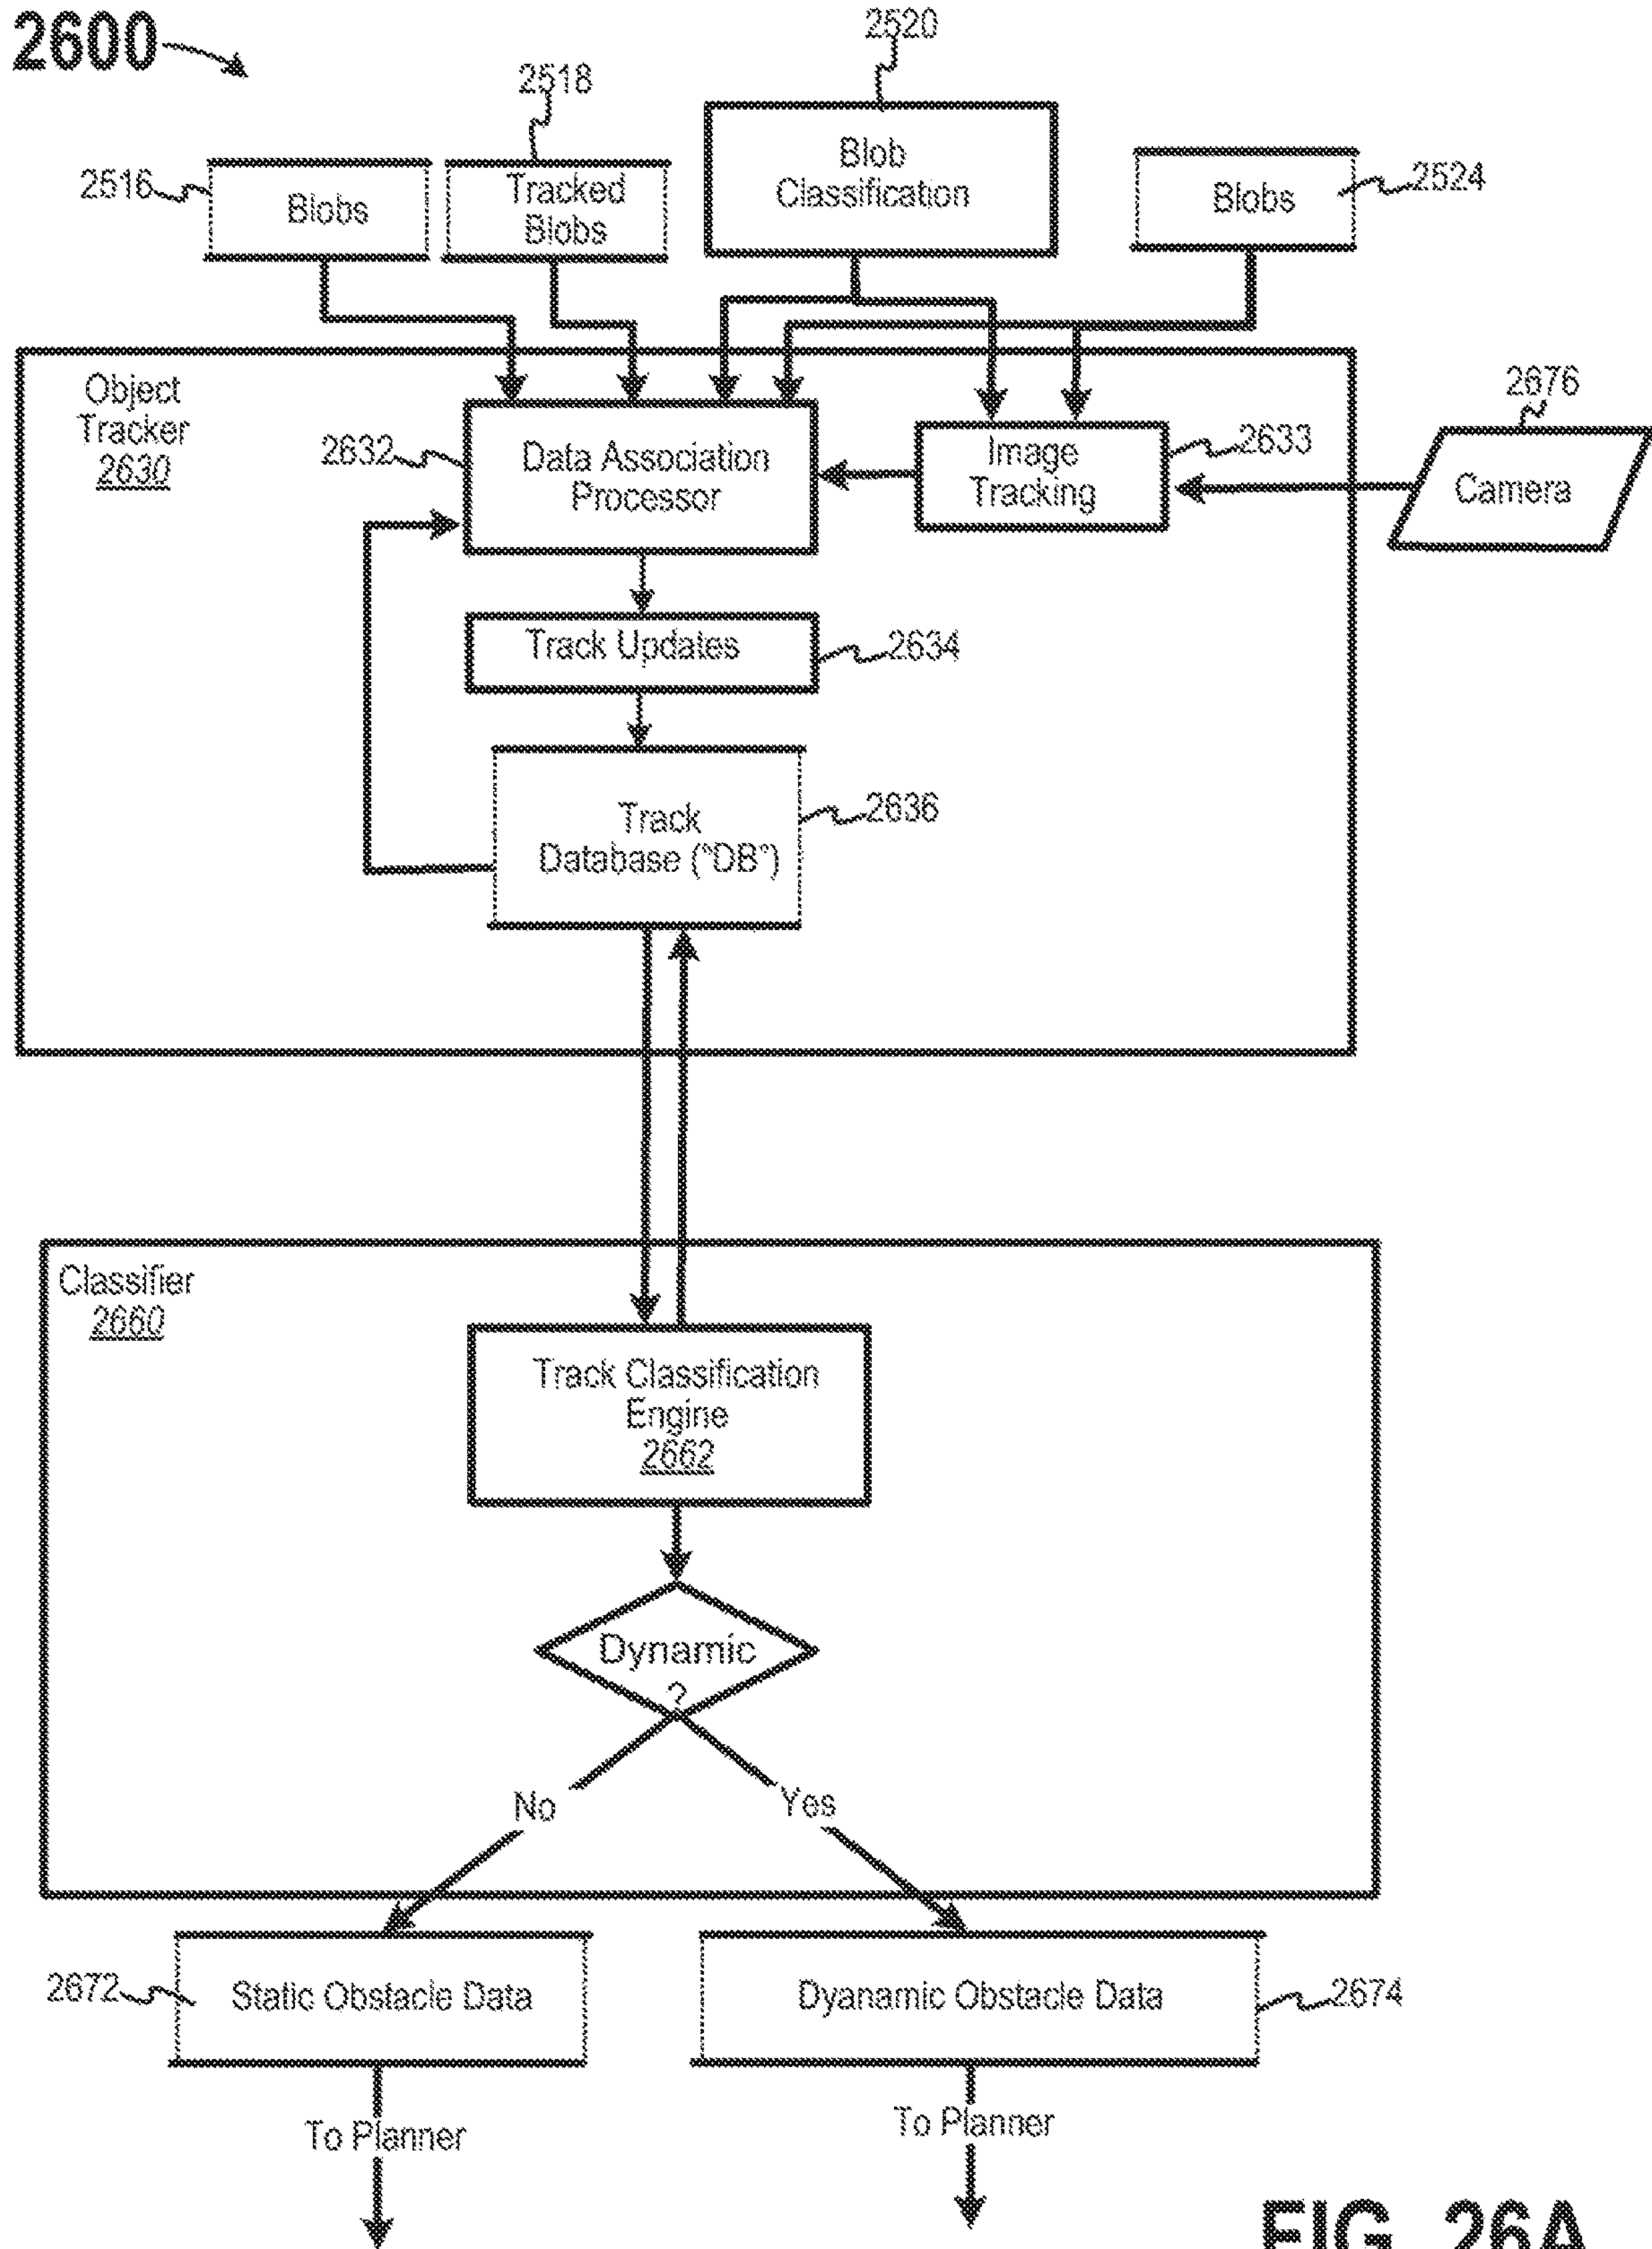 2600
2520
2518
2516
Blobs
Tracked
Blobs
Blob
Classification
Blobs
2524
Object
Tracker
2630
2632
Data Association
Processor
Image
Tracking
2633
2676
Camera
Track Updates
2634
Track
Database ("DB")
2636
Classifier
2660
Track Classification
Engine
2662
Dynamic
?
No
Yes
2672
Static Obstacle Data
Dyanamic Obstacle Data
2674
To Planner
To Planner
FIG. 26A